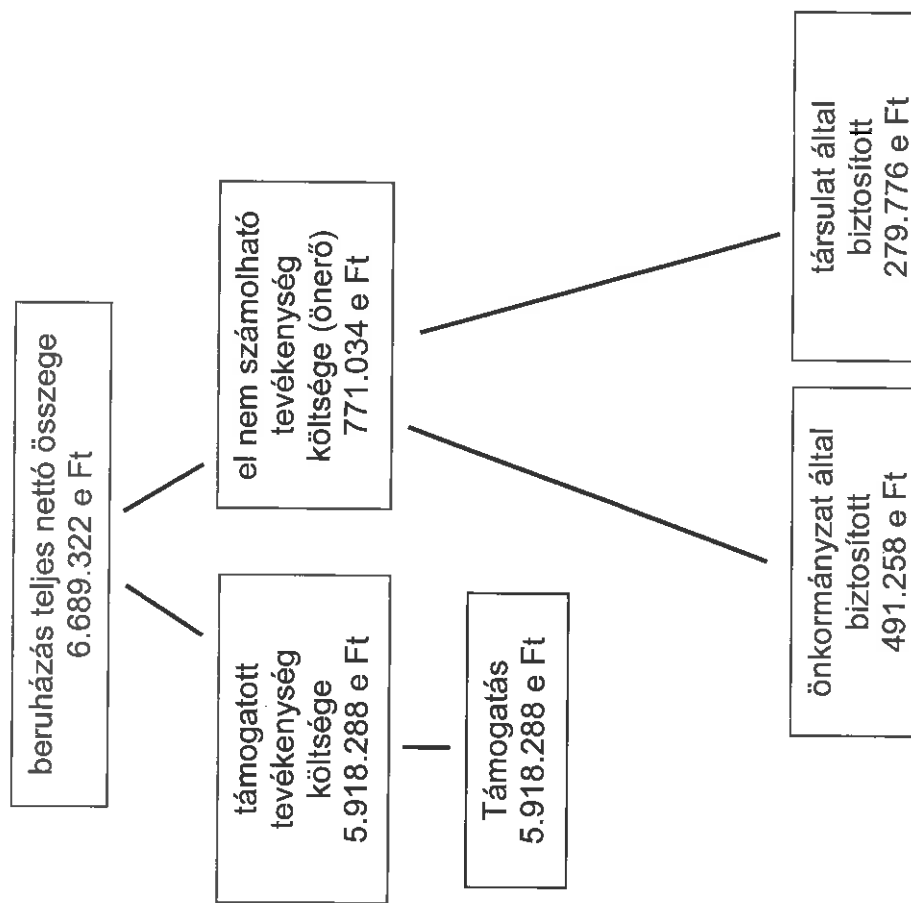 beruházás teljes nettó összege
6.689.322 e Ft
támogatott
tevékenység
költsége
5.918.288 e Ft
el nem számolható
tevékenység
költsége (önerő)
771.034 e Ft
Támogatás
5.918.288 e Ft
önkormányzat által
biztosított
491.258 e Ft
társulat által
biztosított
279.776 e Ft